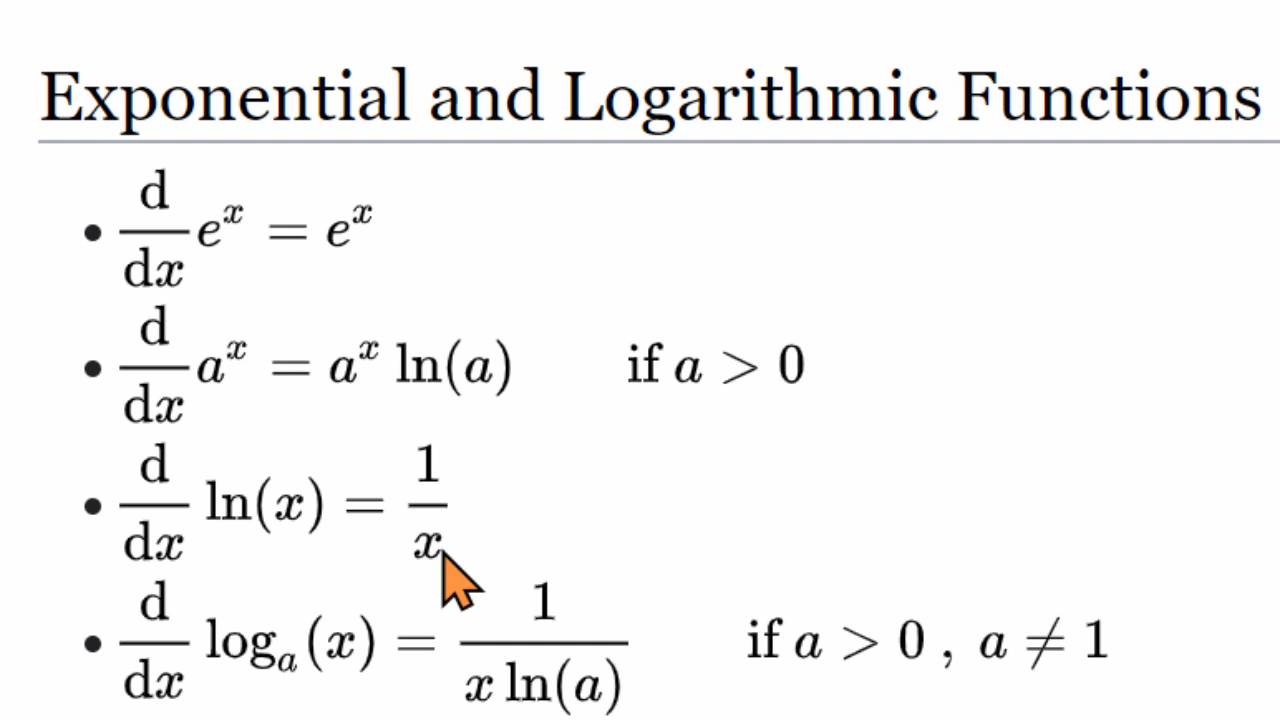 Exponential and Logarithmic Functions
• d/dx e^x = e^x
• d/dx a^x = a^x ln(a) if a > 0
• d/dx ln(x) = 1/x
• d/dx log_a(x) = 1/(x ln(a)) if a > 0 , a ≠ 1